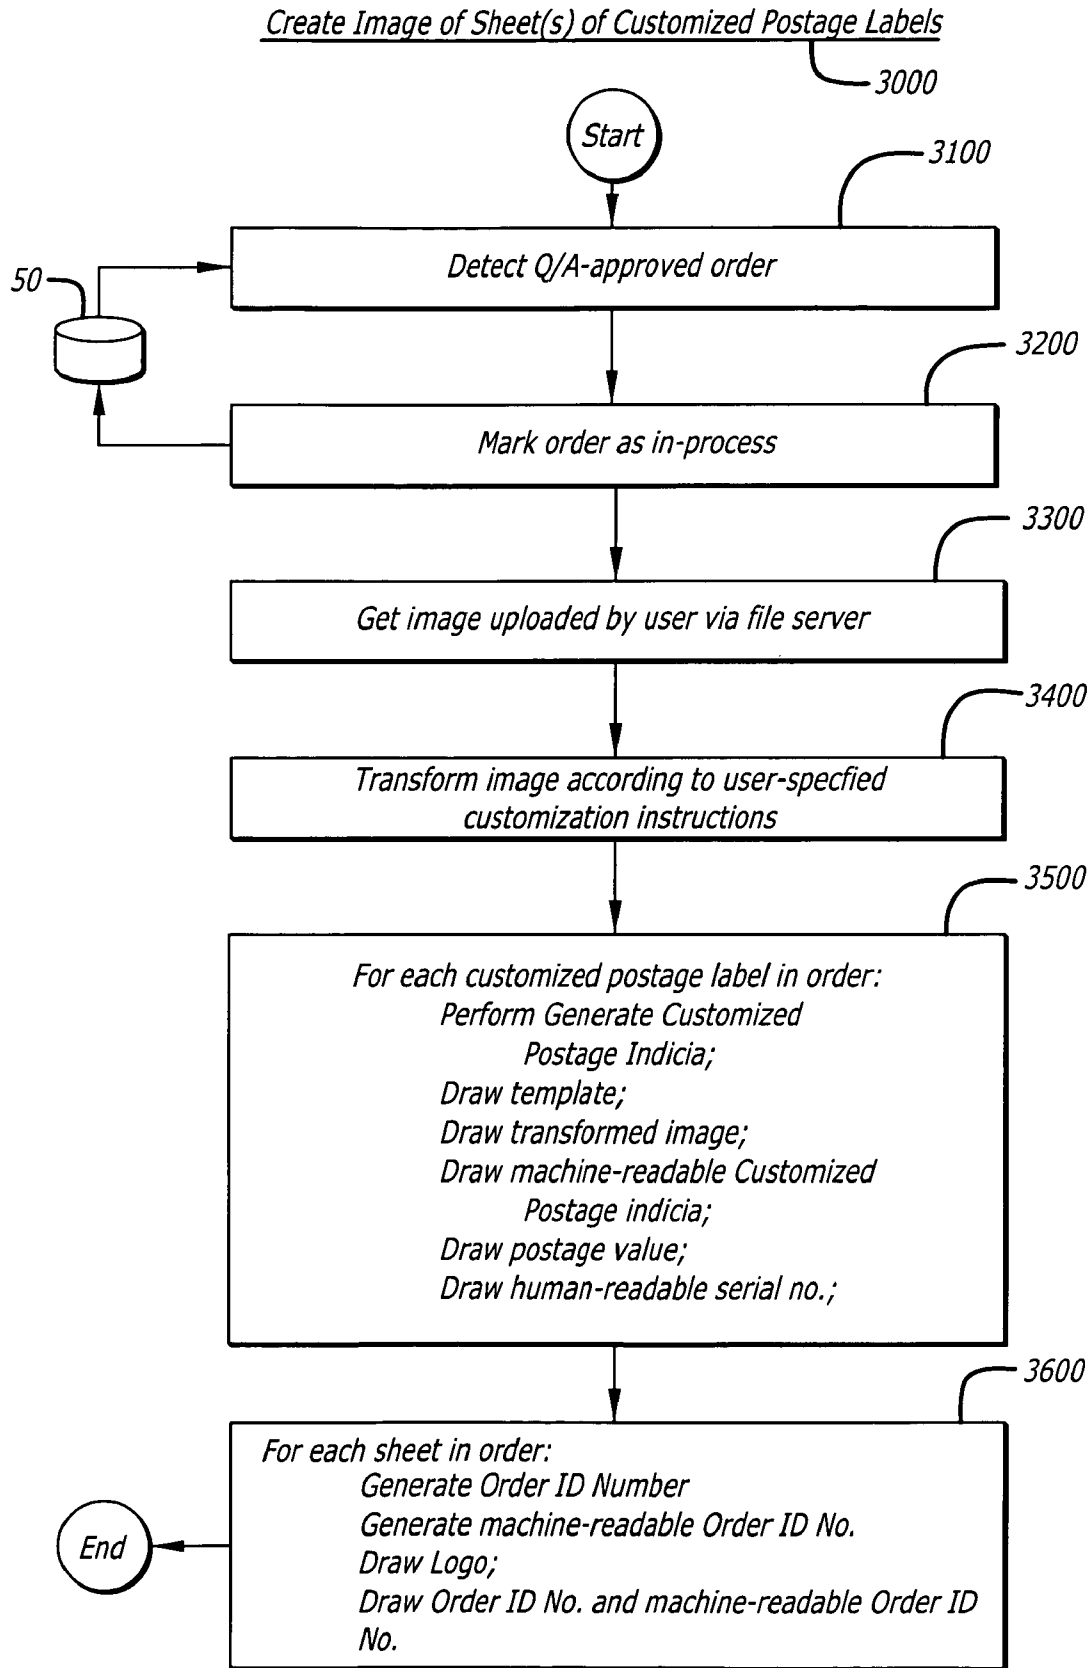 Create Image of Sheet(s) of Customized Postage Labels
3000
Start
3100
Detect Q/A-approved order
50
3200
Mark order as in-process
3300
Get image uploaded by user via file server
3400
Transform image according to user-specfied
customization instructions
3500
For each customized postage label in order:
Perform Generate Customized
Postage Indicia;
Draw template;
Draw transformed image;
Draw machine-readable Customized
Postage indicia;
Draw postage value;
Draw human-readable serial no.;
3600
For each sheet in order:
Generate Order ID Number
Generate machine-readable Order ID No.
Draw Logo;
Draw Order ID No. and machine-readable Order ID
No.
End